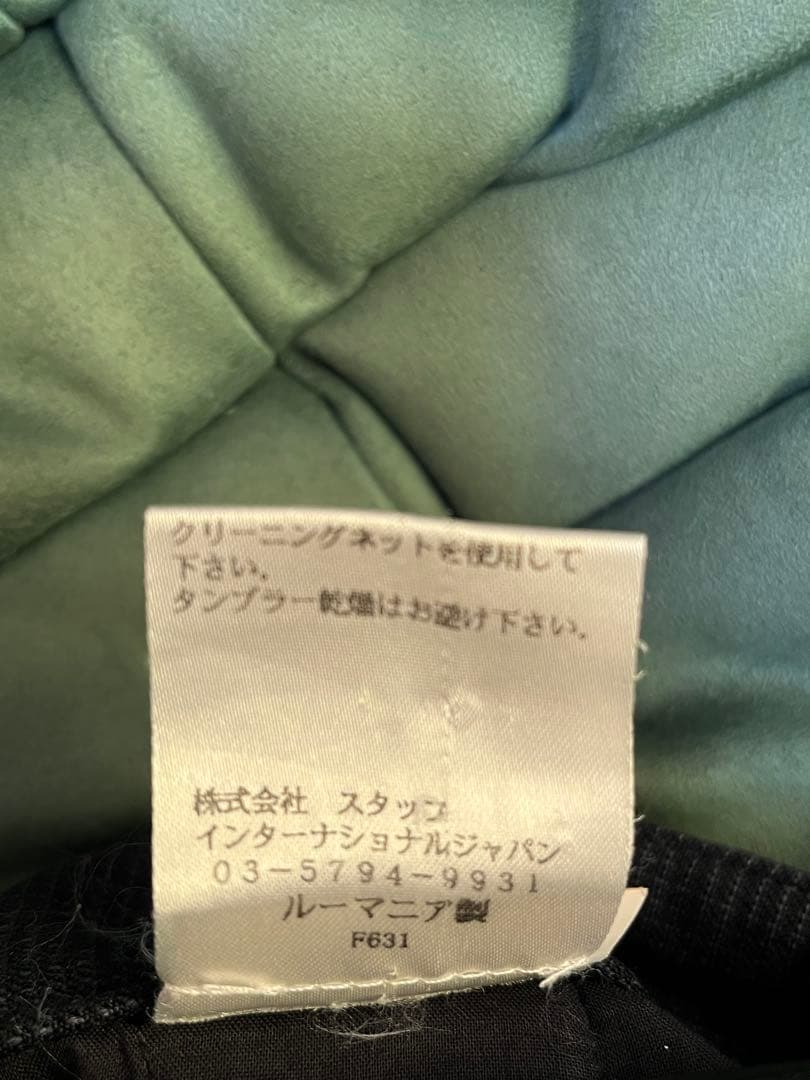 クリーニングネットを使用して
下さい。
タンブラー乾燥はお避け下さい。
株式会社 スタッフ
インターナショナルジャパン
03-5794-9931
ルーマニア製
F631